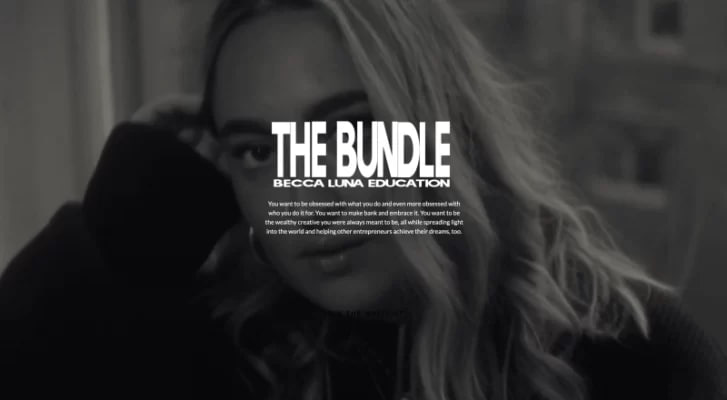 THE BUNDLE
BECCA LUNA EDUCATION
You want to be obsessed with what you do and even more obsessed with
who you do it for. You want to make bank and embrace it. You want to be
the wealthy creative you were always meant to be, all while spreading light
into the world and helping other entrepreneurs achieve their dreams, too.